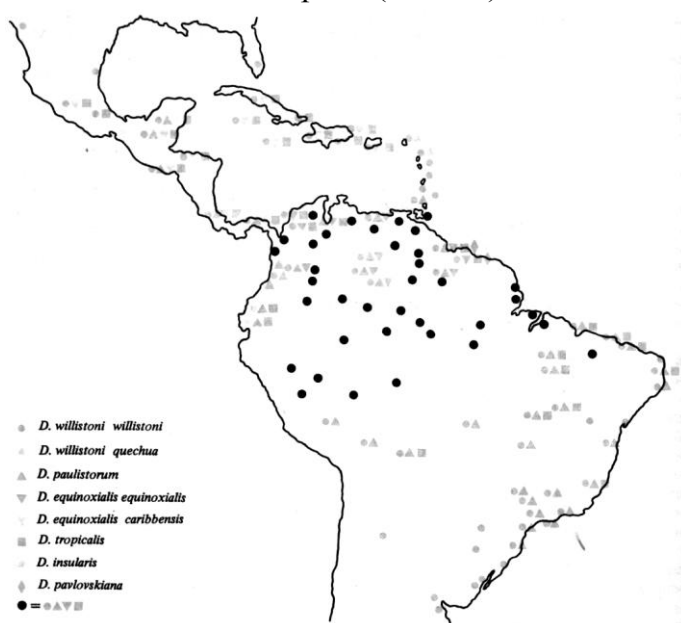 D. willistoni willistoni
D. willistoni quechua
D. paulistorum
D. equinoxialis equinoxialis
D. equinoxialis caribbensis
D. tropicalis
D. insularis
D. pavlovskiana
● = ●▲▼■